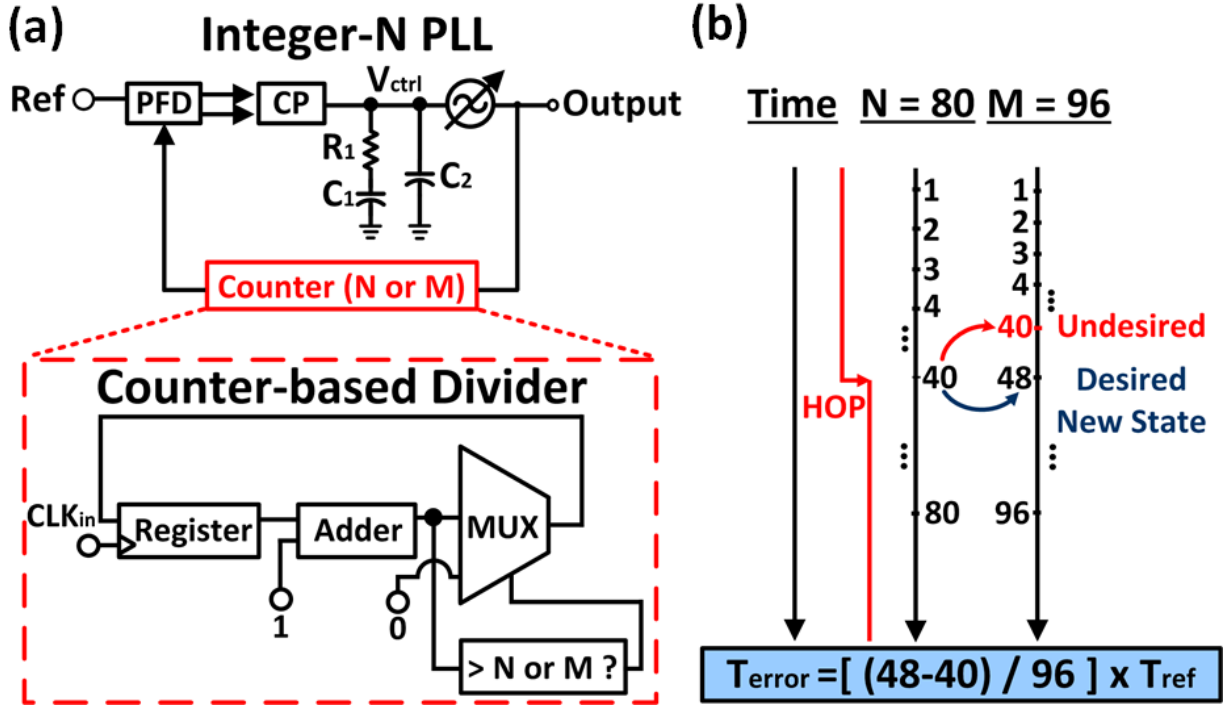 (a)
Integer-N PLL
Ref
PFD
CP
Vctrl
Output
R1
C1
C2
Counter (N or M)
Counter-based Divider
CLKin
Register
Adder
MUX
1
0
> N or M ?
(b)
Time N = 80 M = 96
1 1
2 2
3 3
4 4
40 Undesired
40 48 Desired
New State
HOP
80 96
Terror =[ (48-40) / 96 ] x Tref